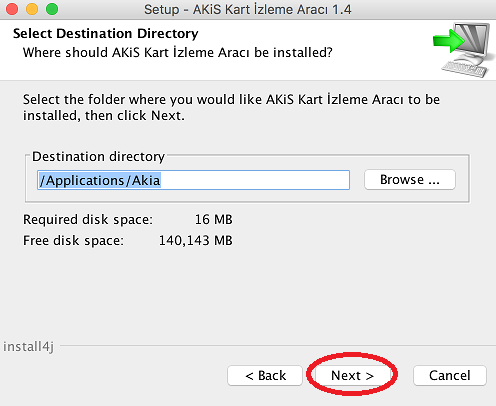 Setup - AKiS Kart İzleme Aracı 1.4
Select Destination Directory
Where should AKiS Kart İzleme Aracı be installed?
Select the folder where you would like AKiS Kart İzleme Aracı to be
installed, then click Next.
Destination directory
/Applications/Akia
Browse ...
Required disk space: 16 MB
Free disk space: 140,143 MB
install4j
< Back
Next >
Cancel